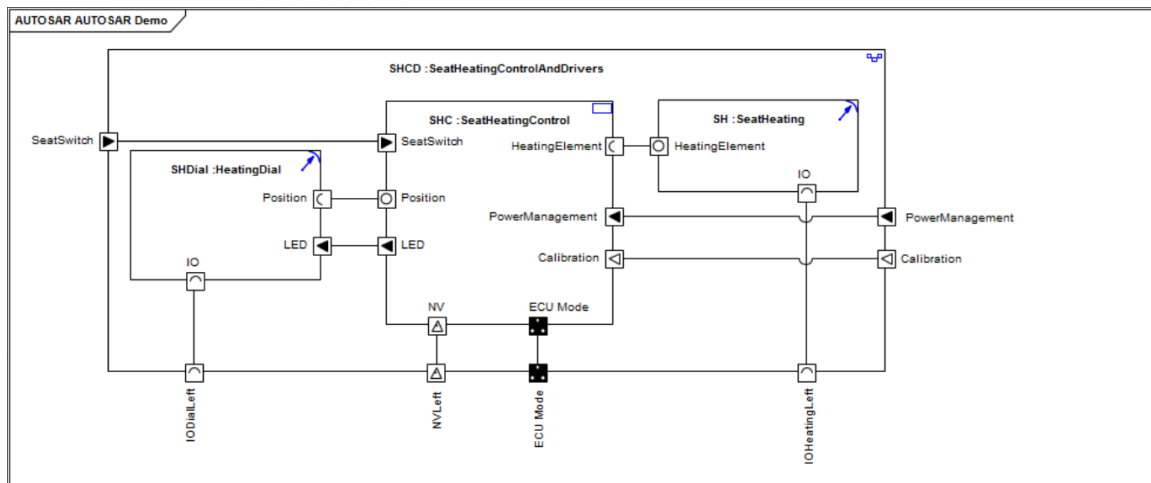 AUTOSAR AUTOSAR Demo
SHCD :SeatHeatingControlAndDrivers
SHC :SeatHeatingControl
SH :SeatHeating
SeatSwitch
SeatSwitch
HeatingElement
HeatingElement
SHDial :HeatingDial
IO
Position
Position
PowerManagement
PowerManagement
LED
LED
Calibration
Calibration
IO
NV
ECU Mode
IODialLeft
NVLeft
ECU Mode
IOHeatingLeft